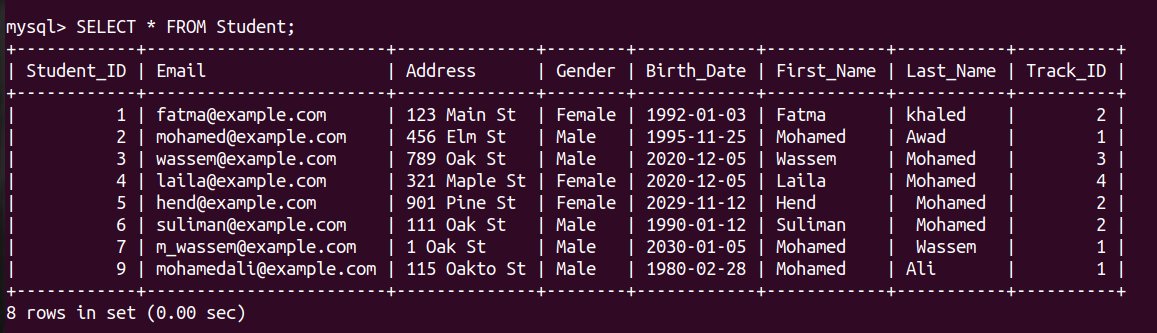 mysql> SELECT * FROM Student;
+------------+------------------------+--------------+--------+------------+------------+-----------+----------+
| Student_ID | Email                  | Address      | Gender | Birth_Date | First_Name | Last_Name | Track_ID |
+------------+------------------------+--------------+--------+------------+------------+-----------+----------+
|          1 | fatma@example.com      | 123 Main St  | Female | 1992-01-03 | Fatma      | khaled    |        2 |
|          2 | mohamed@example.com    | 456 Elm St   | Male   | 1995-11-25 | Mohamed    | Awad      |        1 |
|          3 | wassem@example.com     | 789 Oak St   | Male   | 2020-12-05 | Wassem     | Mohamed   |        3 |
|          4 | laila@example.com      | 321 Maple St | Female | 2020-12-05 | Laila      | Mohamed   |        4 |
|          5 | hend@example.com       | 901 Pine St  | Female | 2029-11-12 | Hend       |  Mohamed  |        2 |
|          6 | suliman@example.com    | 111 Oak St   | Male   | 1990-01-12 | Suliman    |  Mohamed  |        2 |
|          7 | m_wassem@example.com   | 1 Oak St     | Male   | 2030-01-05 | Mohamed    |  Wassem   |        1 |
|          9 | mohamedali@example.com | 115 Oakto St | Male   | 1980-02-28 | Mohamed    | Ali       |        1 |
+------------+------------------------+--------------+--------+------------+------------+-----------+----------+
8 rows in set (0.00 sec)